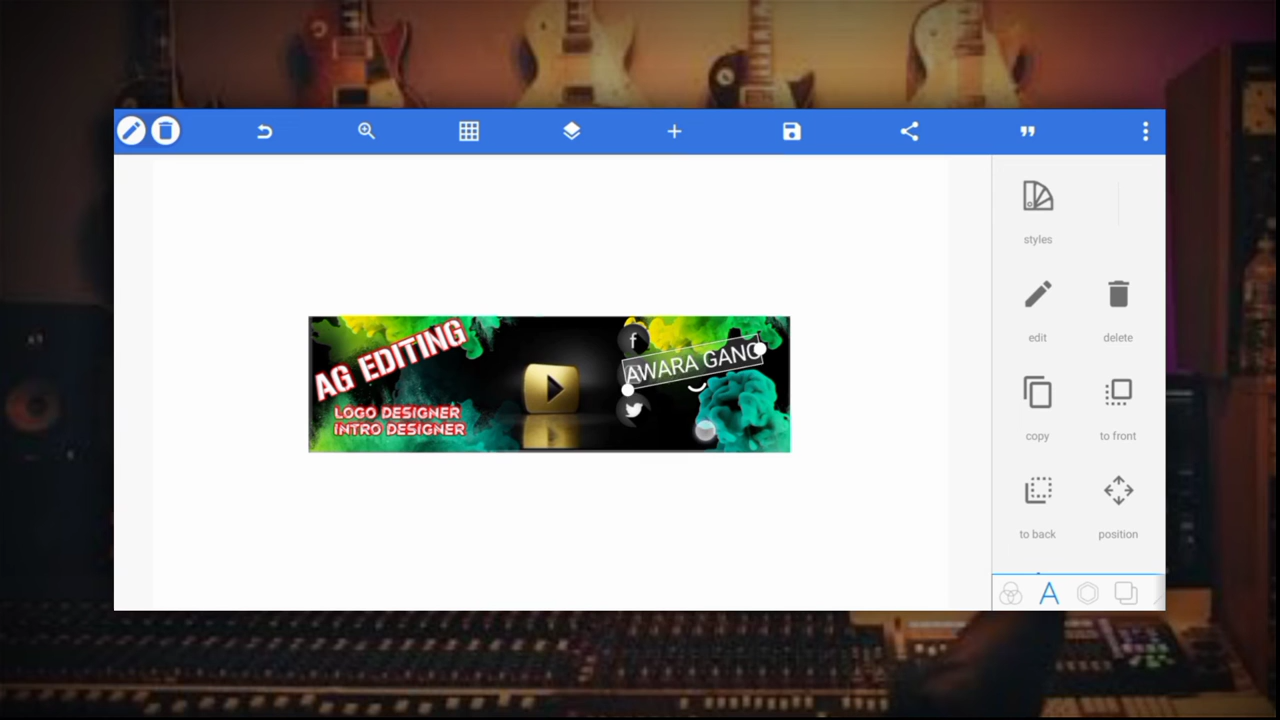 styles
edit
delete
copy
to front
to back
position
AG EDITING
LOGO DESIGNER
INTRO DESIGNER
f
AWARA GANG
A